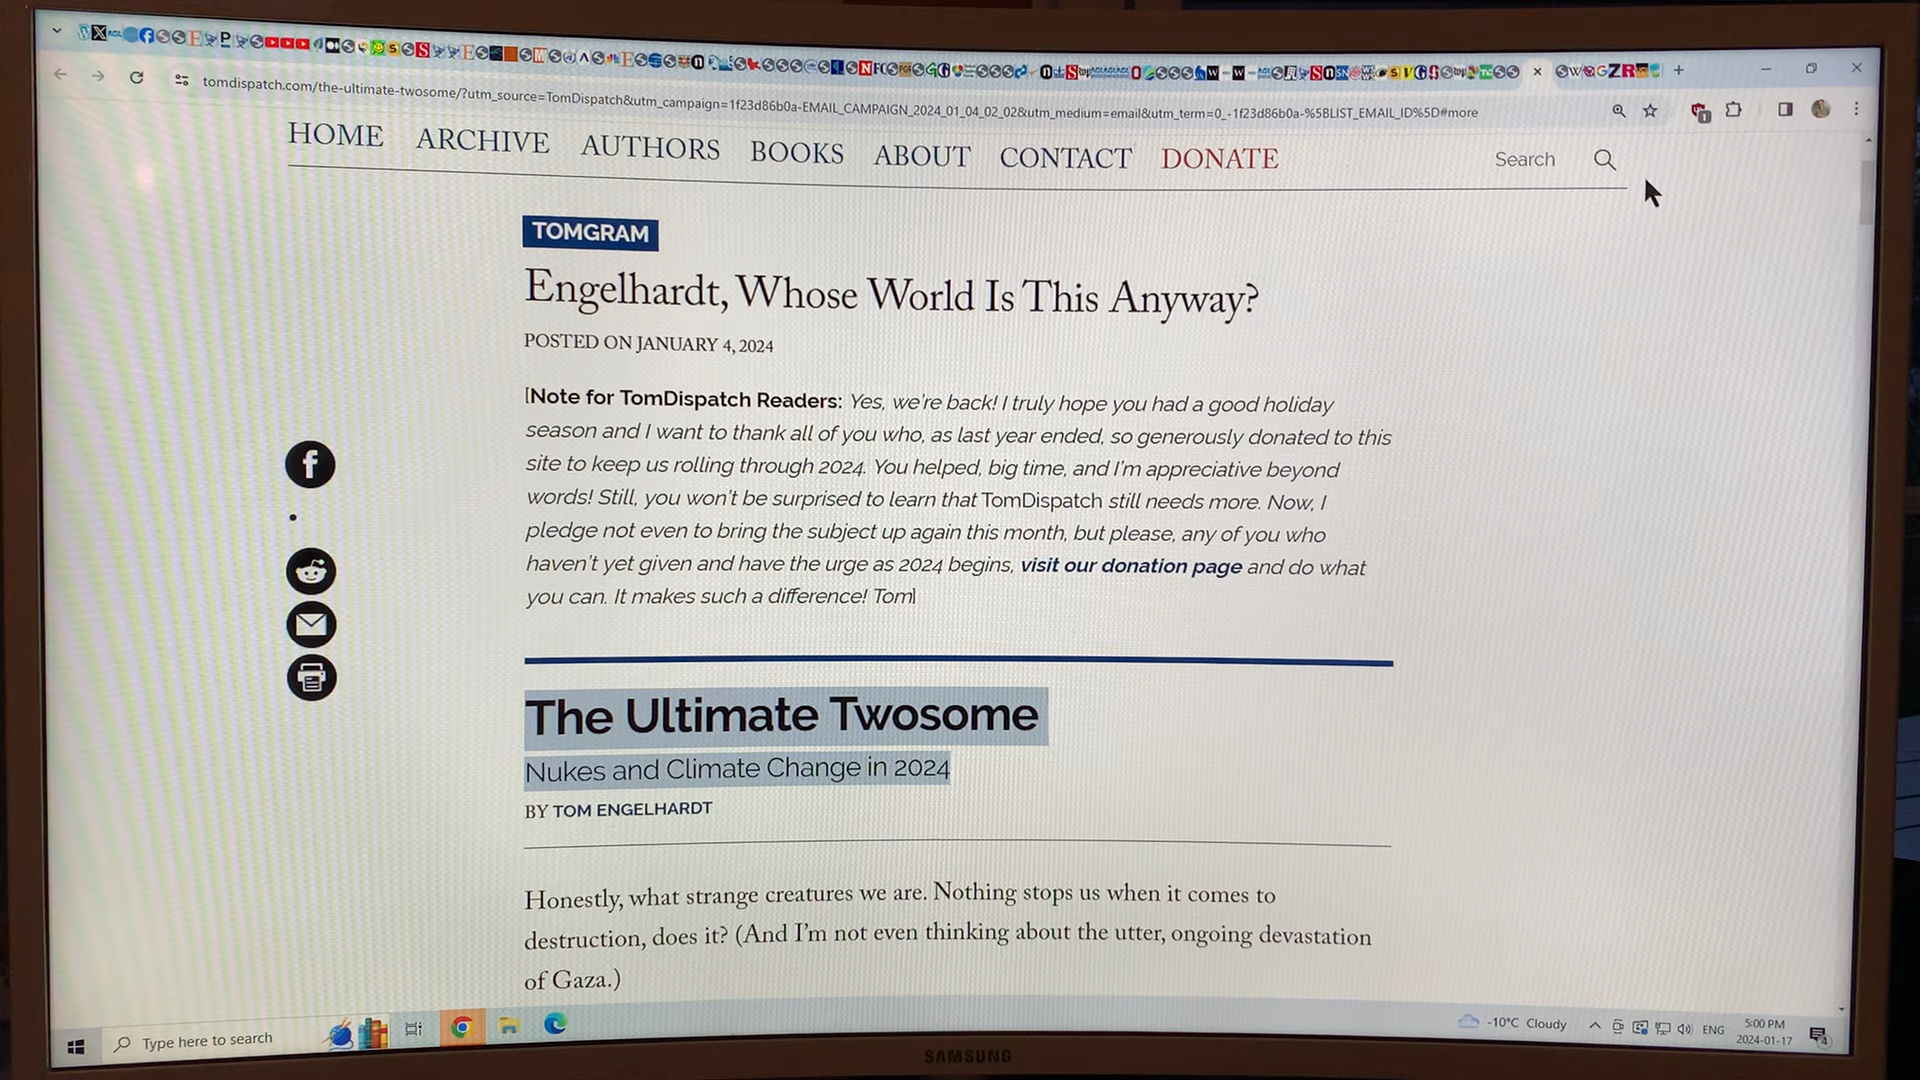 tomdispatch.com/the-ultimate-twosome/?utm_source=TomDispatch&utm_campaign=1f23d86b0a-EMAIL_CAMPAIGN_2024_01_04_02_02&utm_medium=email&utm_term=0_-1f23d86b0a-%5BLIST_EMAIL_ID%5D#more
HOME ARCHIVE AUTHORS BOOKS ABOUT CONTACT DONATE Search
TOMGRAM
Engelhardt, Whose World Is This Anyway?
POSTED ON JANUARY 4, 2024
[Note for TomDispatch Readers: Yes, we're back! I truly hope you had a good holiday
season and I want to thank all of you who, as last year ended, so generously donated to this
site to keep us rolling through 2024. You helped, big time, and I'm appreciative beyond
words! Still, you won't be surprised to learn that TomDispatch still needs more. Now, I
pledge not even to bring the subject up again this month, but please, any of you who
haven't yet given and have the urge as 2024 begins, visit our donation page and do what
you can. It makes such a difference! Tom]
The Ultimate Twosome
Nukes and Climate Change in 2024
BY TOM ENGELHARDT
Honestly, what strange creatures we are. Nothing stops us when it comes to
destruction, does it? (And I'm not even thinking about the utter, ongoing devastation
of Gaza.)
Type here to search
-10°C Cloudy
ENG
5:00 PM
2024-01-17
4
SAMSUNG